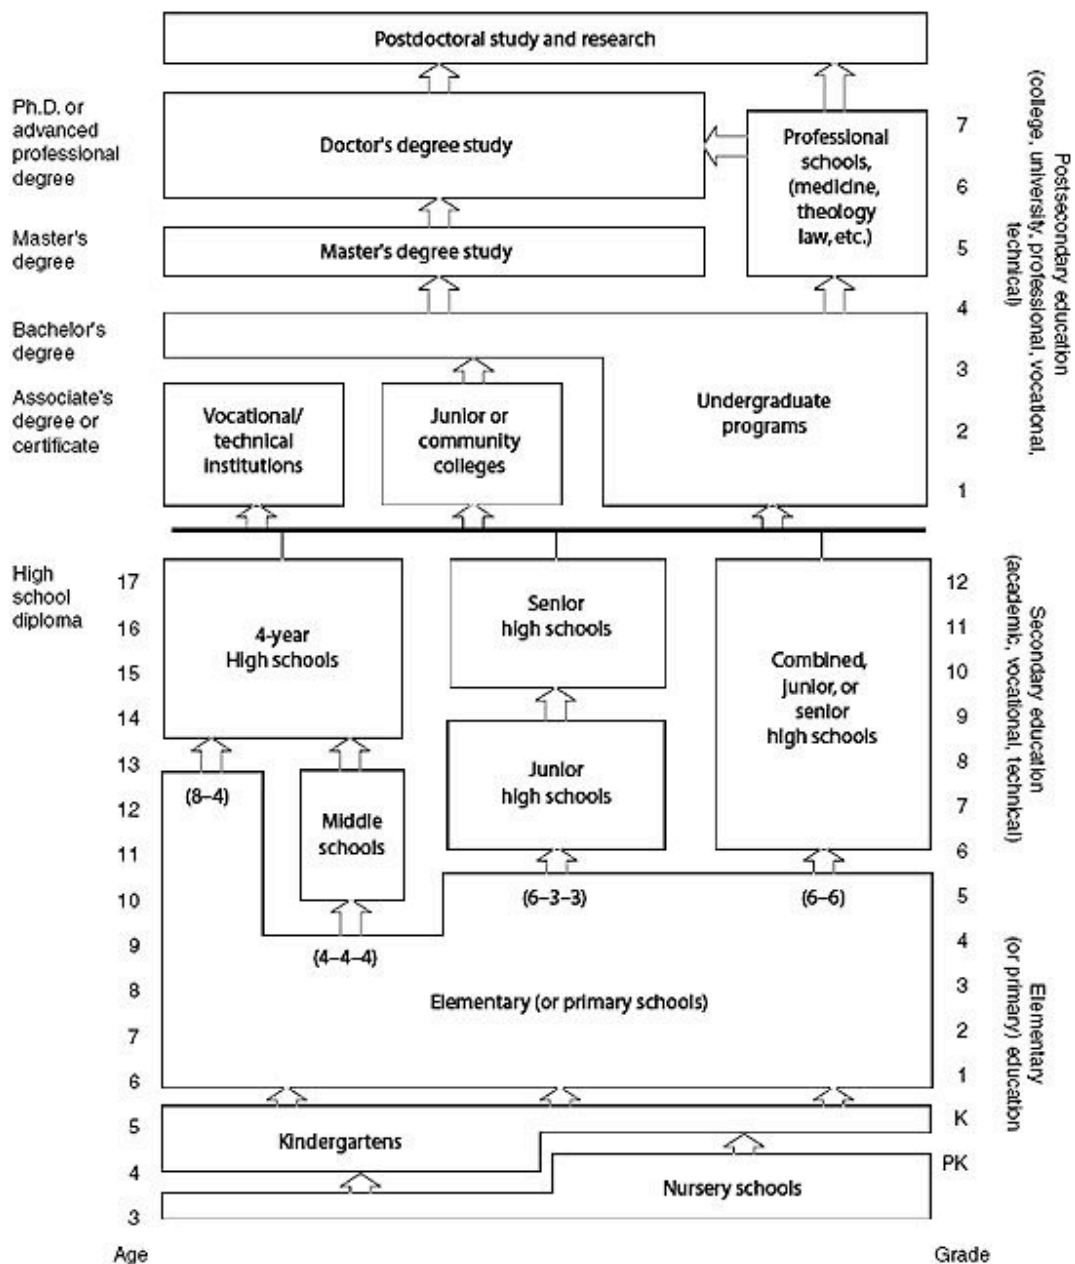 Postdoctoral study and research
Ph.D. or
advanced
professional
degree
Doctor's degree study
Professional
schools,
(medicine,
theology
law, etc.)
7
6
Master's
degree
Master's degree study
5
4
Bachelor's
degree
3
Associate's
degree or
certificate
Vocational/
technical
institutions
Junior or
community
colleges
Undergraduate
programs
2
1
Postsecondary education
(college, university, professional, vocational,
technical)
High
school
diploma
17
16
15
14
13
12
11
10
9
8
7
6
5
4
3
Age
4-year
High schools
Senior
high schools
Combined,
junior, or
senior
high schools
(8–4)
Middle
schools
Junior
high schools
(4–4–4)
(6–3–3)
(6–6)
Elementary (or primary schools)
Kindergartens
Nursery schools
12
11
10
9
8
7
6
5
4
3
2
1
K
PK
Grade
Secondary education
(academic, vocational, technical)
Elementary
(or primary) education